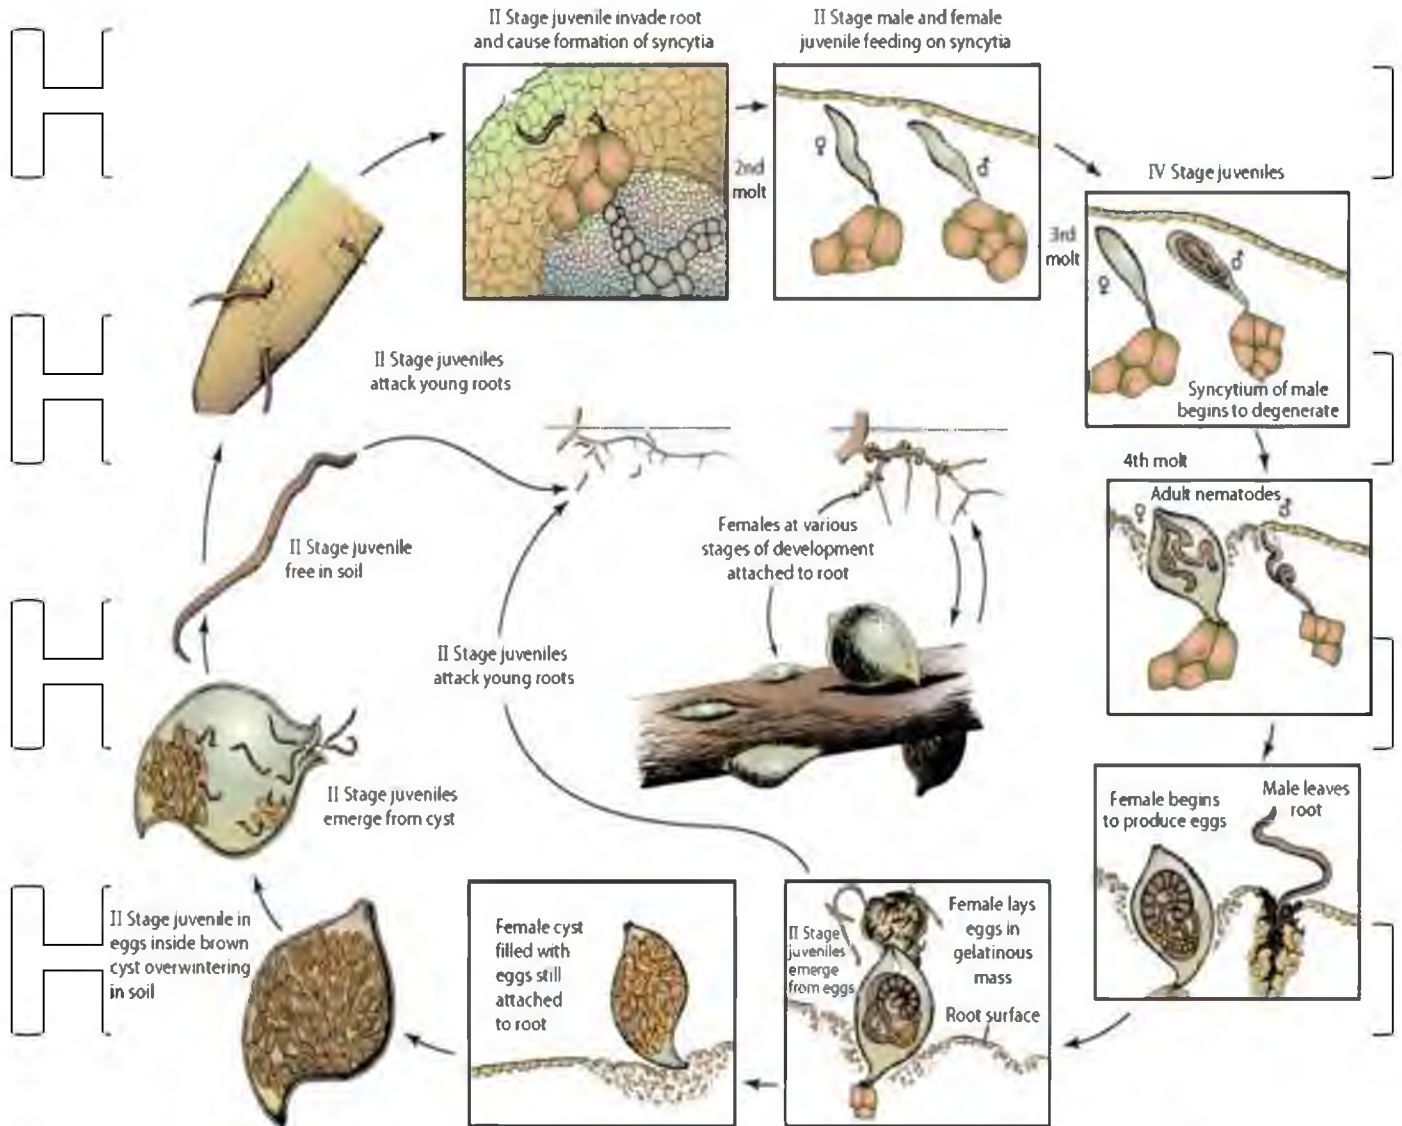 II Stage juvenile invade root
and cause formation of syncytia
II Stage male and female
juvenile feeding on syncytia
2nd
molt
♀
♂
3rd
molt
IV Stage juveniles
♀
♂
Syncytium of male
begins to degenerate
4th molt
Adult nematodes
♀
♂
Female begins
to produce eggs
Male leaves
root
Female lays
eggs in
gelatinous
mass
II Stage
juveniles
emerge
from eggs
Root surface
Female cyst
filled with
eggs still
attached
to root
II Stage juvenile in
eggs inside brown
cyst overwintering
in soil
II Stage juveniles
emerge from cyst
II Stage juvenile
free in soil
II Stage juveniles
attack young roots
II Stage juveniles
attack young roots
Females at various
stages of development
attached to root